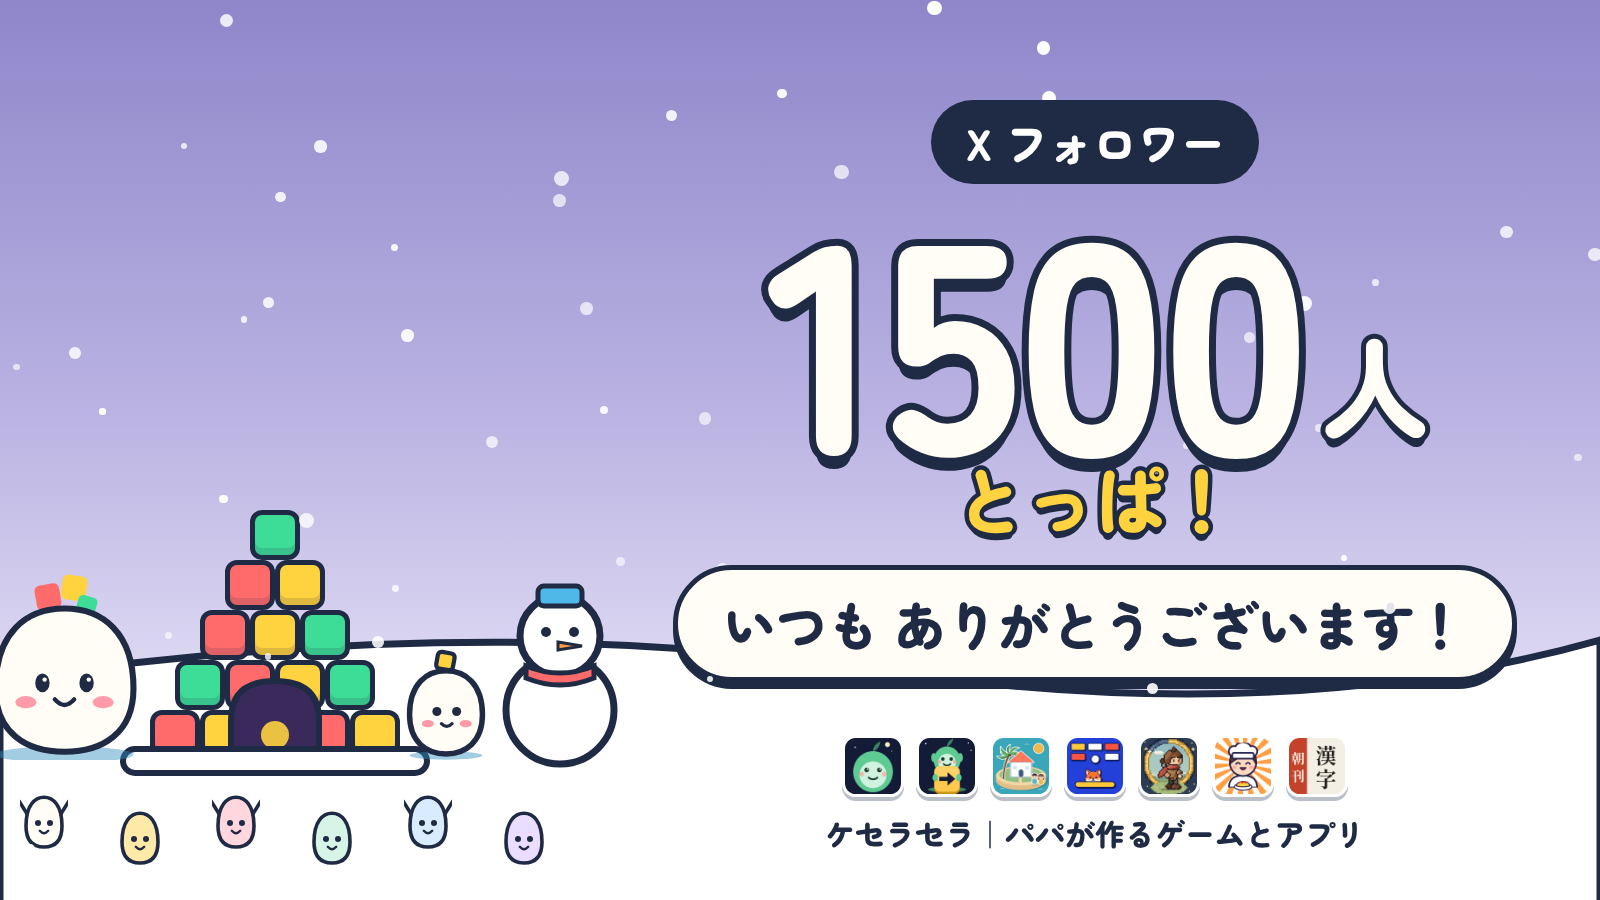 X フォロワー
1500人
とっぱ！
いつも ありがとうございます！
朝刊 漢字
ケセラセラ｜パパが作るゲームとアプリ